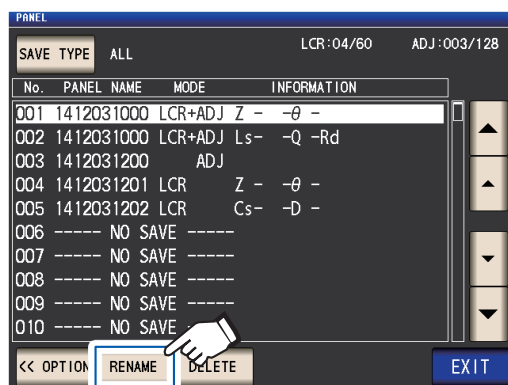 PANEL
SAVE TYPE ALL LCR:04/60 ADJ:003/128
No. PANEL NAME MODE INFORMATION
001 1412031000 LCR+ADJ Z - -θ -
002 1412031000 LCR+ADJ Ls- -Q -Rd
003 1412031200 ADJ
004 1412031201 LCR Z - -θ -
005 1412031202 LCR Cs- -D -
006 ----- NO SAVE -----
007 ----- NO SAVE -----
008 ----- NO SAVE -----
009 ----- NO SAVE -----
010 ----- NO SAVE -----
<< OPTION RENAME DELETE EXIT